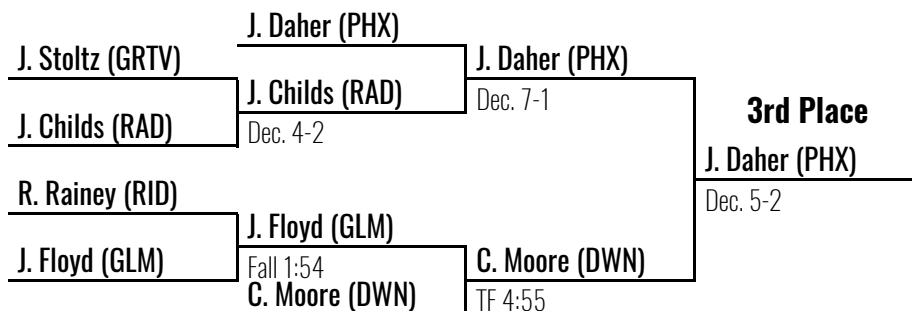 J. Daher (PHX)
J. Stoltz (GRTV)
J. Daher (PHX)
J. Childs (RAD)
Dec. 7-1
3rd Place
J. Childs (RAD)
Dec. 4-2
J. Daher (PHX)
R. Rainey (RID)
Dec. 5-2
J. Floyd (GLM)
J. Floyd (GLM)
Fall 1:54
C. Moore (DWN)
C. Moore (DWN)
TF 4:55